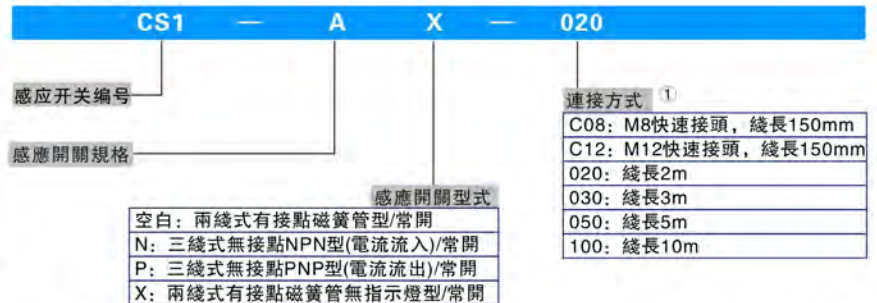 CS1 — A X — 020
感应开关编号
連接方式 ①
C08：M8快速接頭，綫長150mm
C12：M12快速接頭，綫長150mm
020：綫長2m
030：綫長3m
050：綫長5m
100：綫長10m
感應開關規格
感應開關型式
空白：兩綫式有接點磁簧管型/常開
N：三綫式無接點NPN型(電流流入)/常開
P：三綫式無接點PNP型(電流流出)/常開
X：兩綫式有接點磁簧管無指示燈型/常開